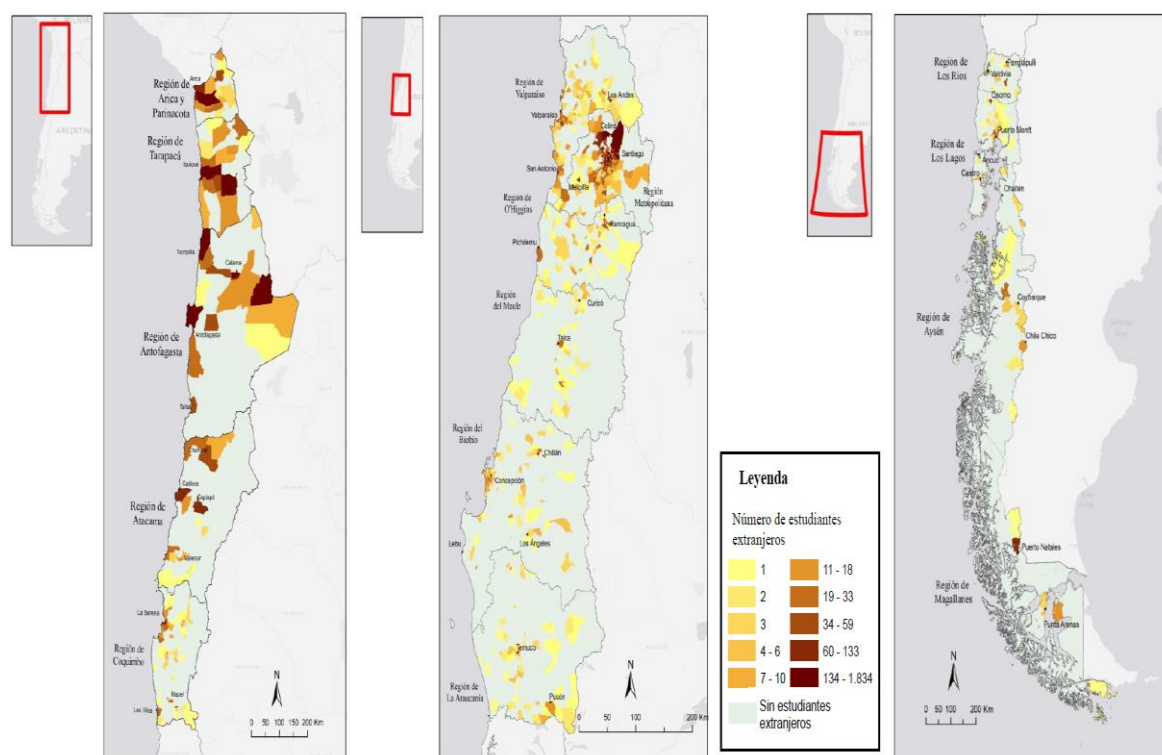 BOLIVIA
ARGENTINA
Arica
Región de
Arica y
Parinacota
Región de
Tarapacá
Iquique
Tocopilla
Calama
Región de
Antofagasta
Antofagasta
Taltal
Chañaral
Caldera
Copiapó
Región de
Atacama
Vallenar
La Serena
Región de
Coquimbo
Illapel
Los Vilos
N
0 50 100 150 200 Km
Región de
Valparaíso
Los Andes
Valparaíso
Colina
Santiago
San Antonio
Melipilla
Región
Metropolitana
Región de
O'Higgins
Rancagua
Pichilemu
Región
del Maule
Curicó
Talca
Región del
Biobío
Chillán
Concepción
Lebu
Los Ángeles
Temuco
Región de
La Araucanía
Pucón
N
0 50 100 Km
Leyenda
Número de estudiantes
extranjeros
1
2
3
4 - 6
7 - 10
11 - 18
19 - 33
34 - 59
60 - 133
134 - 1.834
Sin estudiantes
extranjeros
Región de
Los Ríos
Panguipulli
Valdivia
Osorno
Puerto Montt
Región de
Los Lagos
Ancud
Castro
Chaitén
Región de
Aysén
Coyhaique
Chile Chico
Puerto Natales
Región de
Magallanes
Punta Arenas
N
0 50 100 200 Km